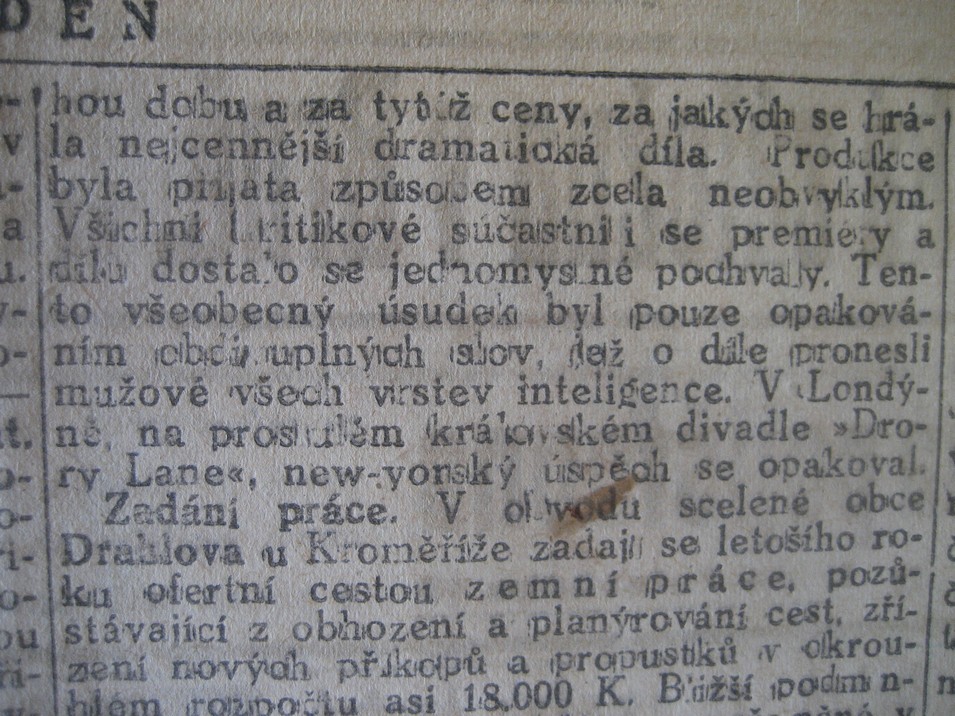 DEN
hou dobu a za tytéž ceny, za jakých se hrá-
la nejcennější dramatická díla. Produkce
byla přijata způsobem zcela neobvyklým.
Všichni kritikové súčastnili se premiéry a
dílu dostalo se jednomyslné pochvaly. Ten-
to všeobecný úsudek byl pouze opaková-
ním slov, jež o díle pronesli
mužové všech vrstev inteligence. V Londý-
ně, na proslulém královském divadle »Dro-
ry Lane«, new-yorský úspěch se opakoval.
Zadání práce. V obvodu scelené obce
Drahlova u Kroměříže zadají se letošího ro-
ku ofertní cestou zemní práce, pozů-
stávající z obhození a planýrování cest, zří-
zení nových příkopů a propustků v okrou-
hlém rozpočtu asi 18.000 K. Bližší podmín-